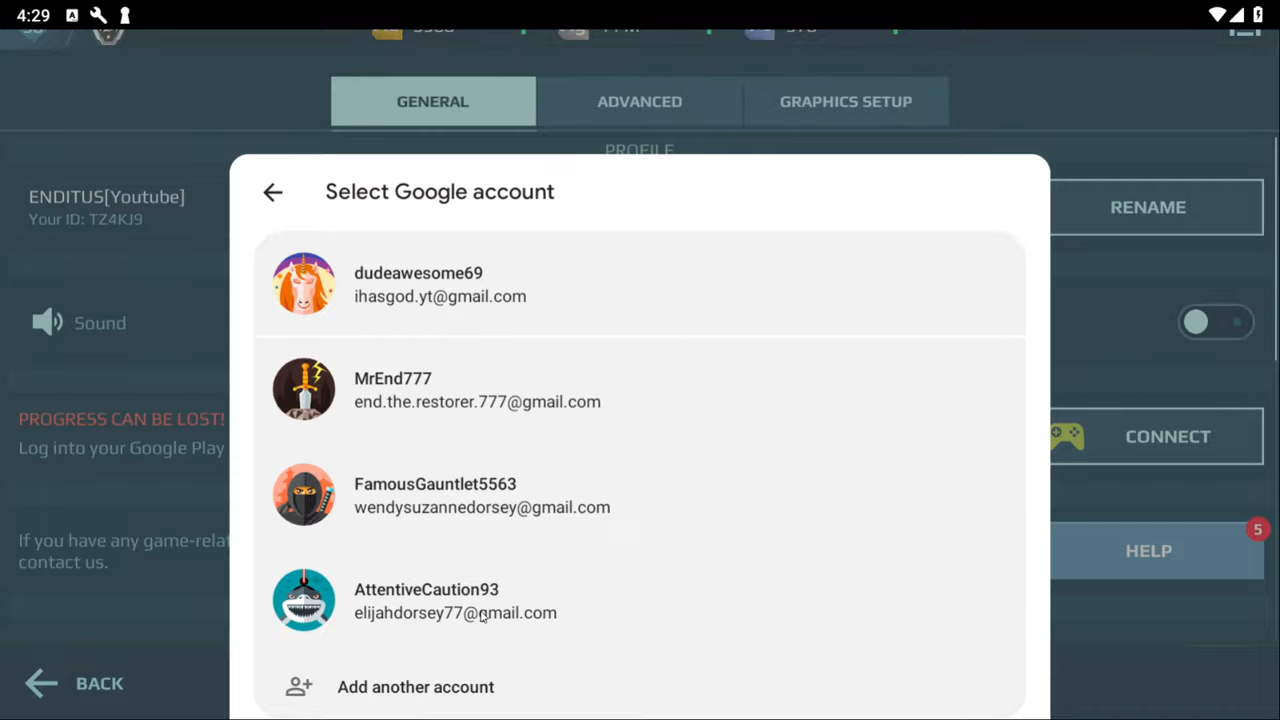 4:29
GENERAL
ADVANCED
GRAPHICS SETUP
PROFILE
ENDITUS[Youtube]
Your ID: TZ4KJ9
RENAME
Select Google account
dudeawesome69
ihasgod.yt@gmail.com
Sound
MrEnd777
end.the.restorer.777@gmail.com
PROGRESS CAN BE LOST!
Log into your Google Play
CONNECT
FamousGauntlet5563
wendysuzannedorsey@gmail.com
If you have any game-rela
contact us.
5
HELP
AttentiveCaution93
elijahdorsey77@gmail.com
Add another account
BACK